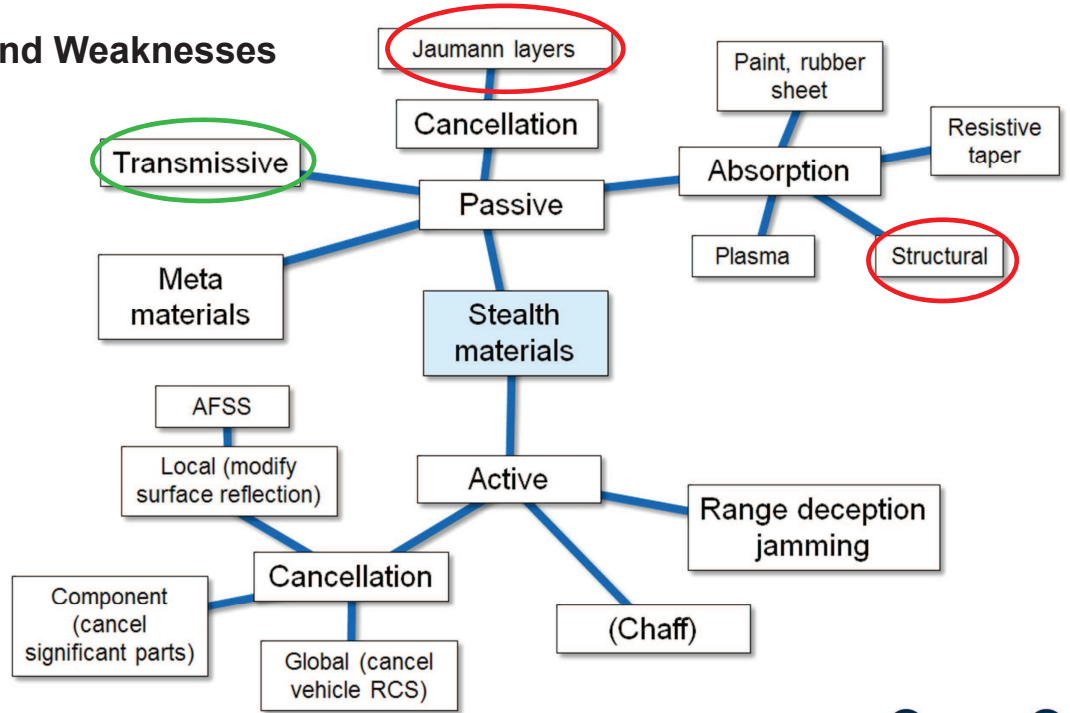 nd Weaknesses
Jaumann layers
Cancellation
Transmissive
Passive
Meta
materials
Paint, rubber
sheet
Resistive
taper
Absorption
Plasma
Structural
Stealth
materials
AFSS
Local (modify
surface reflection)
Active
Range deception
jamming
Cancellation
Component
(cancel
significant parts)
Global (cancel
vehicle RCS)
(Chaff)